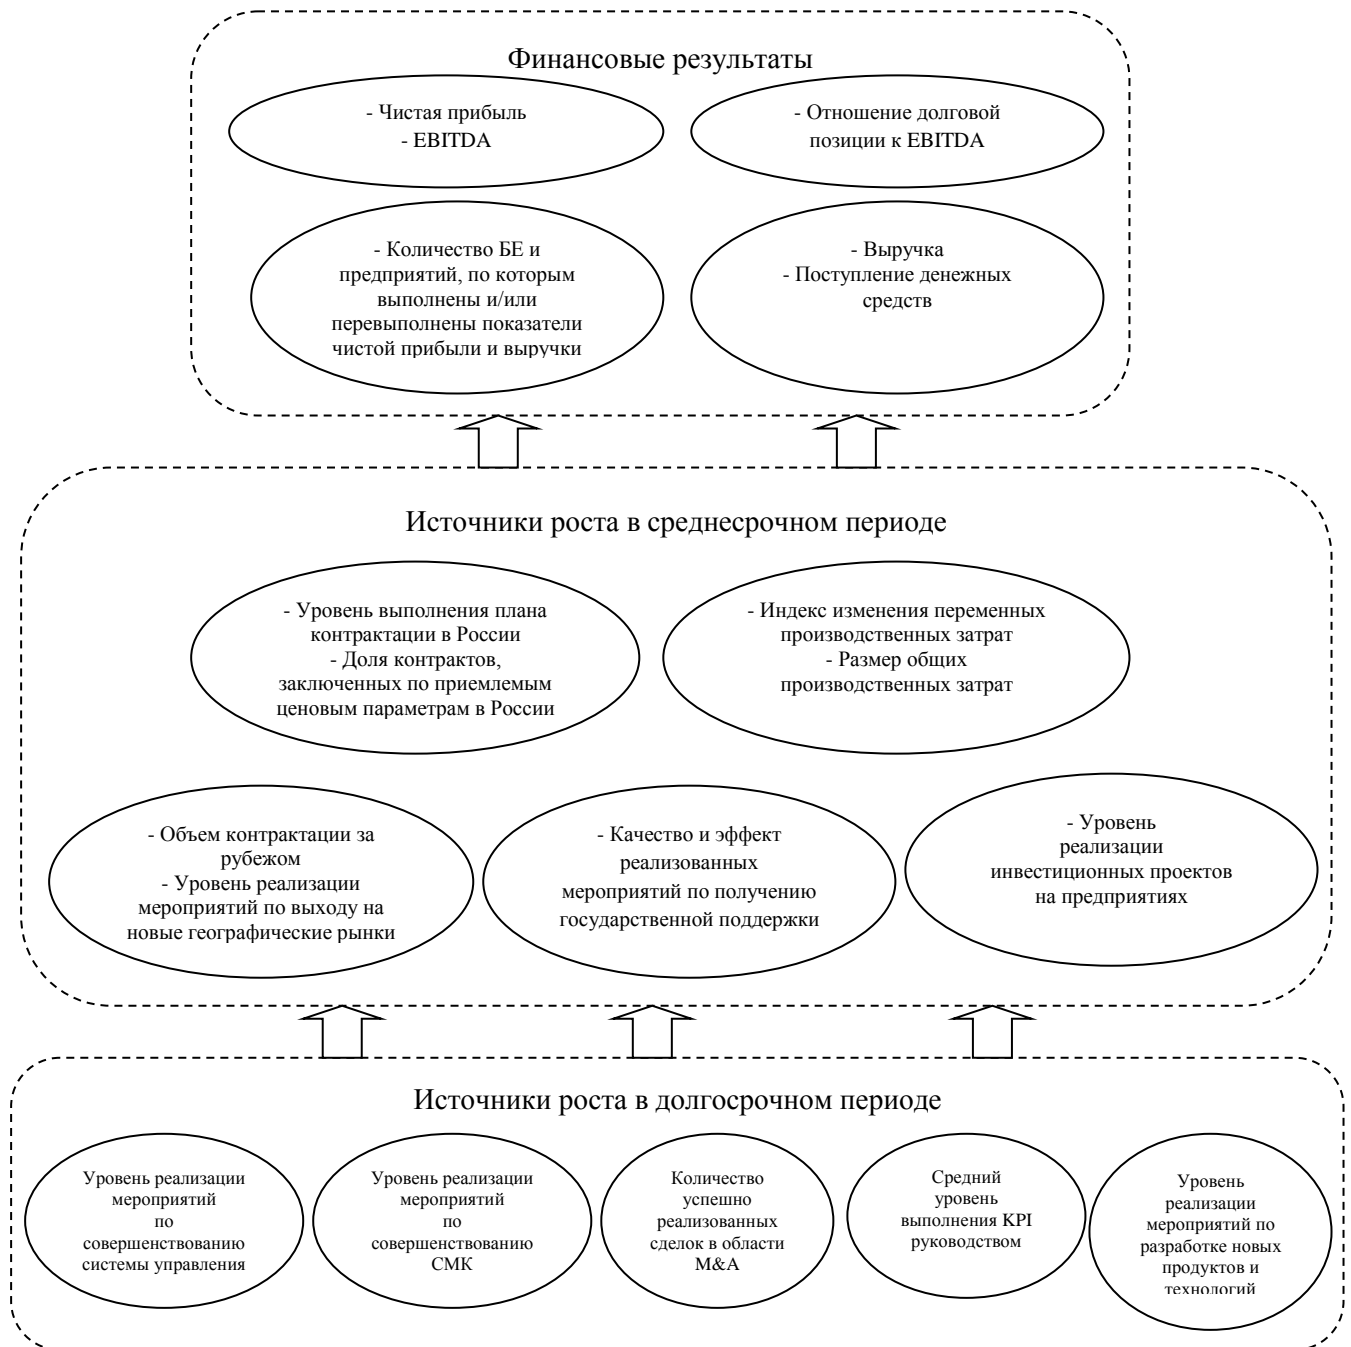 Финансовые результаты
- Чистая прибыль
- EBITDA
- Отношение долговой
позиции к EBITDA
- Количество БЕ и
предприятий, по которым
выполнены и/или
перевыполнены показатели
чистой прибыли и выручки
- Выручка
- Поступление денежных
средств
Источники роста в среднесрочном периоде
- Уровень выполнения плана
контрактации в России
- Доля контрактов,
заключенных по приемлемым
ценовым параметрам в России
- Индекс изменения переменных
производственных затрат
- Размер общих
производственных затрат
- Объем контрактации за
рубежом
- Уровень реализации
мероприятий по выходу на
новые географические рынки
- Качество и эффект
реализованных
мероприятий по получению
государственной поддержки
- Уровень
реализации
инвестиционных проектов
на предприятиях
Источники роста в долгосрочном периоде
Уровень реализации
мероприятий
по
совершенствованию
системы управления
Уровень реализации
мероприятий
по
совершенствованию
СМК
Количество
успешно
реализованных
сделок в области
M&A
Средний
уровень
выполнения KPI
руководством
Уровень
реализации
мероприятий по
разработке новых
продуктов и
технологий